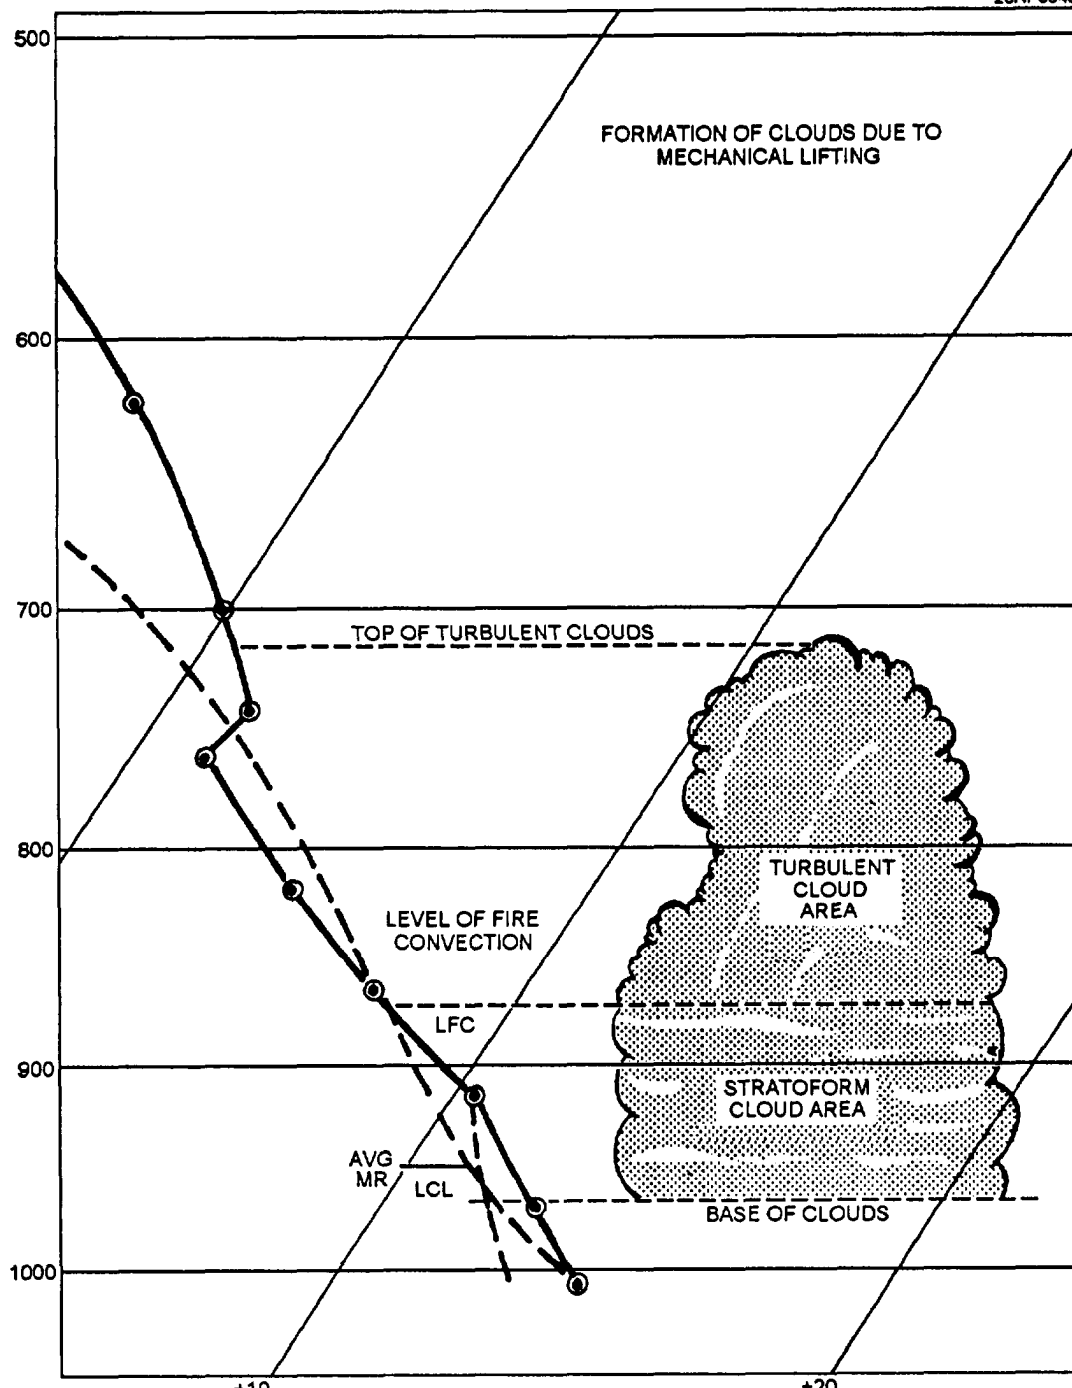 500
FORMATION OF CLOUDS DUE TO
MECHANICAL LIFTING
600
700
TOP OF TURBULENT CLOUDS
800
TURBULENT
CLOUD
AREA
LEVEL OF FIRE
CONVECTION
LFC
900
STRATOFORM
CLOUD AREA
AVG
MR
LCL
BASE OF CLOUDS
1000